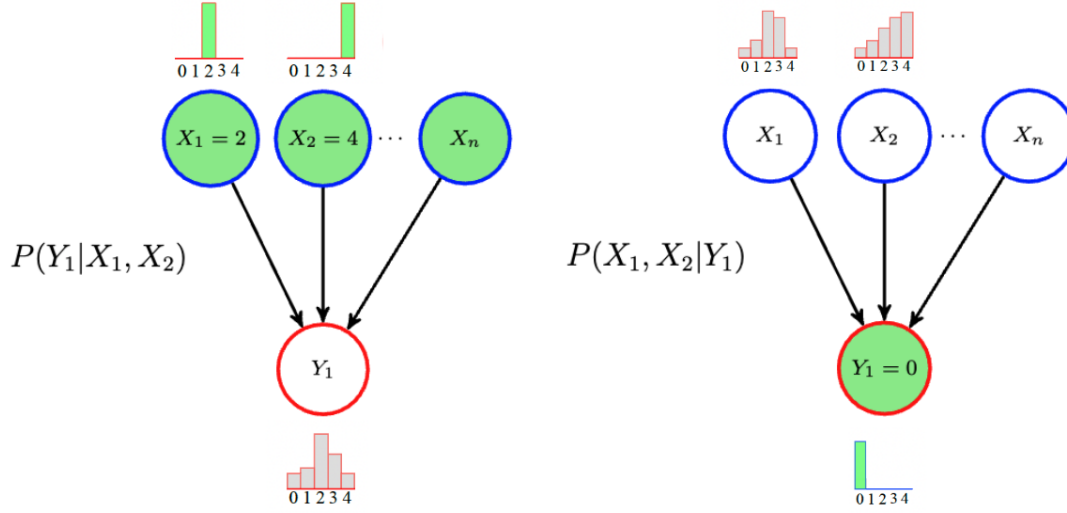 0 1 2 3 4
0 1 2 3 4
X₁ = 2
X₂ = 4
···
Xₙ
P(Y₁|X₁, X₂)
Y₁
0 1 2 3 4
0 1 2 3 4
0 1 2 3 4
X₁
X₂
···
Xₙ
P(X₁, X₂|Y₁)
Y₁ = 0
0 1 2 3 4